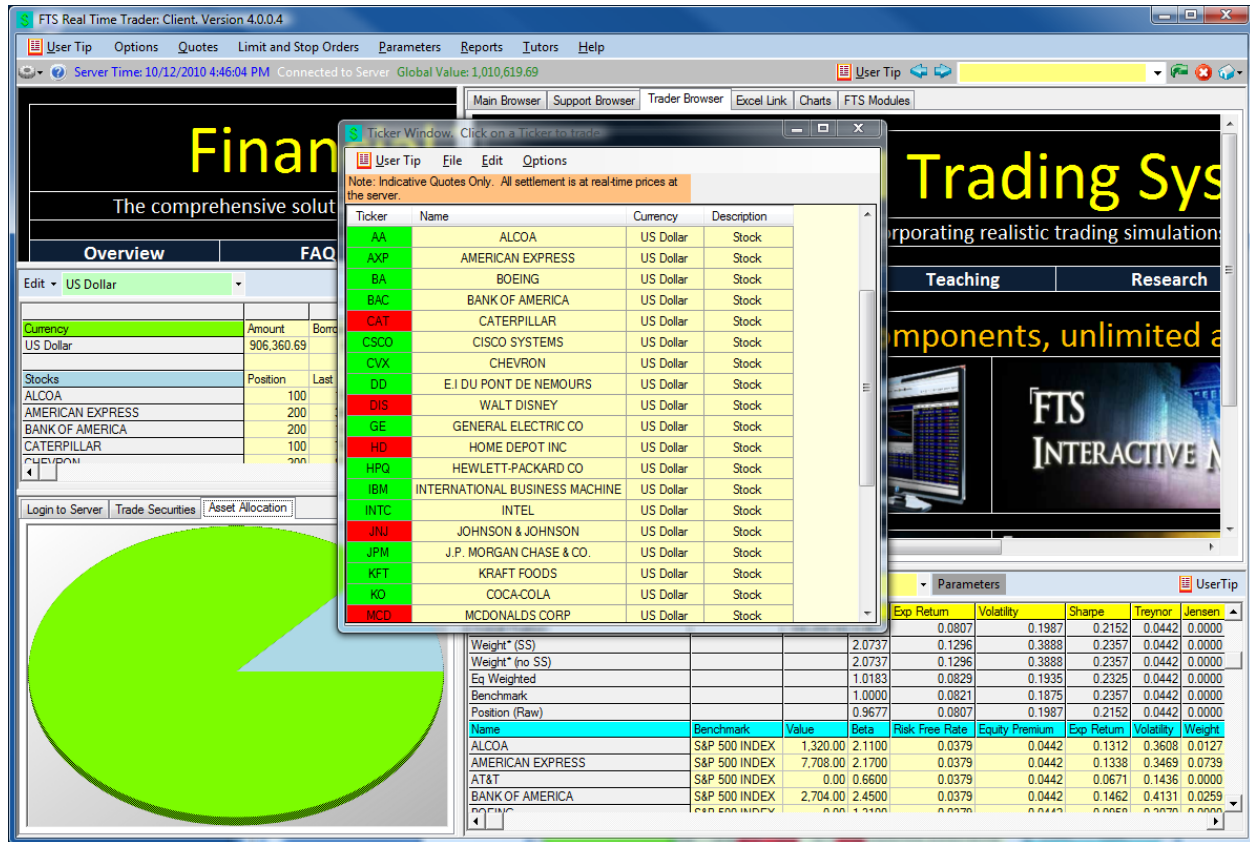 FTS Real Time Trader: Client. Version 4.0.0.4
User Tip Options Quotes Limit and Stop Orders Parameters Reports Tutors Help
Server Time: 10/12/2010 4:46:04 PM Connected to Server Global Value: 1,010,619.69
User Tip
Main Browser Support Browser Trader Browser Excel Link Charts FTS Modules
Finan
The comprehensive solut
Overview FAQ
Trading Sys
rporating realistic trading simulation
Teaching Research
mponents, unlimited a
FTS
INTERACTIVE M
Ticker Window. Click on a Ticker to trade
User Tip File Edit Options
Note: Indicative Quotes Only. All settlement is at real-time prices at
the server.
Ticker Name Currency Description
AA ALCOA US Dollar Stock
AXP AMERICAN EXPRESS US Dollar Stock
BA BOEING US Dollar Stock
BAC BANK OF AMERICA US Dollar Stock
CAT CATERPILLAR US Dollar Stock
CSCO CISCO SYSTEMS US Dollar Stock
CVX CHEVRON US Dollar Stock
DD E.I DU PONT DE NEMOURS US Dollar Stock
DIS WALT DISNEY US Dollar Stock
GE GENERAL ELECTRIC CO US Dollar Stock
HD HOME DEPOT INC US Dollar Stock
HPQ HEWLETT-PACKARD CO US Dollar Stock
IBM INTERNATIONAL BUSINESS MACHINE US Dollar Stock
INTC INTEL US Dollar Stock
JNJ JOHNSON & JOHNSON US Dollar Stock
JPM J.P. MORGAN CHASE & CO. US Dollar Stock
KFT KRAFT FOODS US Dollar Stock
KO COCA-COLA US Dollar Stock
MCD MCDONALDS CORP US Dollar Stock
Edit US Dollar
Currency Amount Borro
US Dollar 906,360.69
Stocks Position Last
ALCOA 100
AMERICAN EXPRESS 200
BANK OF AMERICA 200
CATERPILLAR 100
CHEVRON 200
Login to Server Trade Securities Asset Allocation
Parameters UserTip
Exp Return Volatility Sharpe Treynor Jensen
0.0807 0.1987 0.2152 0.0442 0.0000
Weight* (SS) 2.0737 0.1296 0.3888 0.2357 0.0442 0.0000
Weight* (no SS) 2.0737 0.1296 0.3888 0.2357 0.0442 0.0000
Eq Weighted 1.0183 0.0829 0.1935 0.2325 0.0442 0.0000
Benchmark 1.0000 0.0821 0.1875 0.2357 0.0442 0.0000
Position (Raw) 0.9677 0.0807 0.1987 0.2152 0.0442 0.0000
Name Benchmark Value Beta Risk Free Rate Equity Premium Exp Return Volatility Weight
ALCOA S&P 500 INDEX 1,320.00 2.1100 0.0379 0.0442 0.1312 0.3608 0.0127
AMERICAN EXPRESS S&P 500 INDEX 7,708.00 2.1700 0.0379 0.0442 0.1338 0.3469 0.0739
AT&T S&P 500 INDEX 0.00 0.6600 0.0379 0.0442 0.0671 0.1436 0.0000
BANK OF AMERICA S&P 500 INDEX 2,704.00 2.4500 0.0379 0.0442 0.1462 0.4131 0.0259